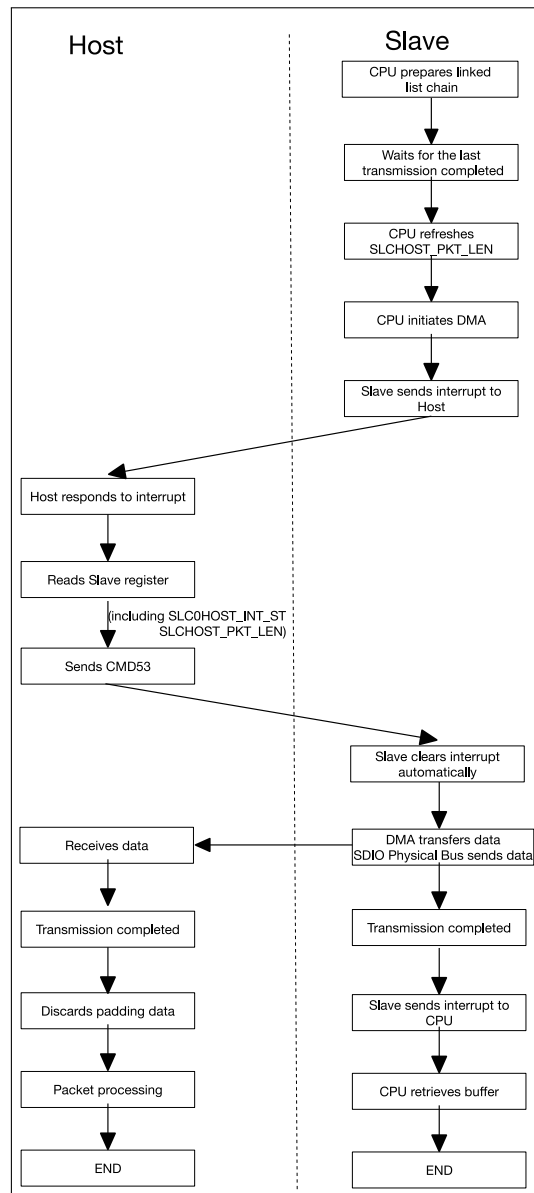 Host
Slave
CPU prepares linked
list chain
Waits for the last
transmission completed
CPU refreshes
SLCHOST_PKT_LEN
CPU initiates DMA
Slave sends interrupt to
Host
Host responds to interrupt
Reads Slave register
(including SLC0HOST_INT_ST
SLCHOST_PKT_LEN)
Sends CMD53
Slave clears interrupt
automatically
Receives data
DMA transfers data
SDIO Physical Bus sends data
Transmission completed
Transmission completed
Discards padding data
Slave sends interrupt to
CPU
Packet processing
CPU retrieves buffer
END
END